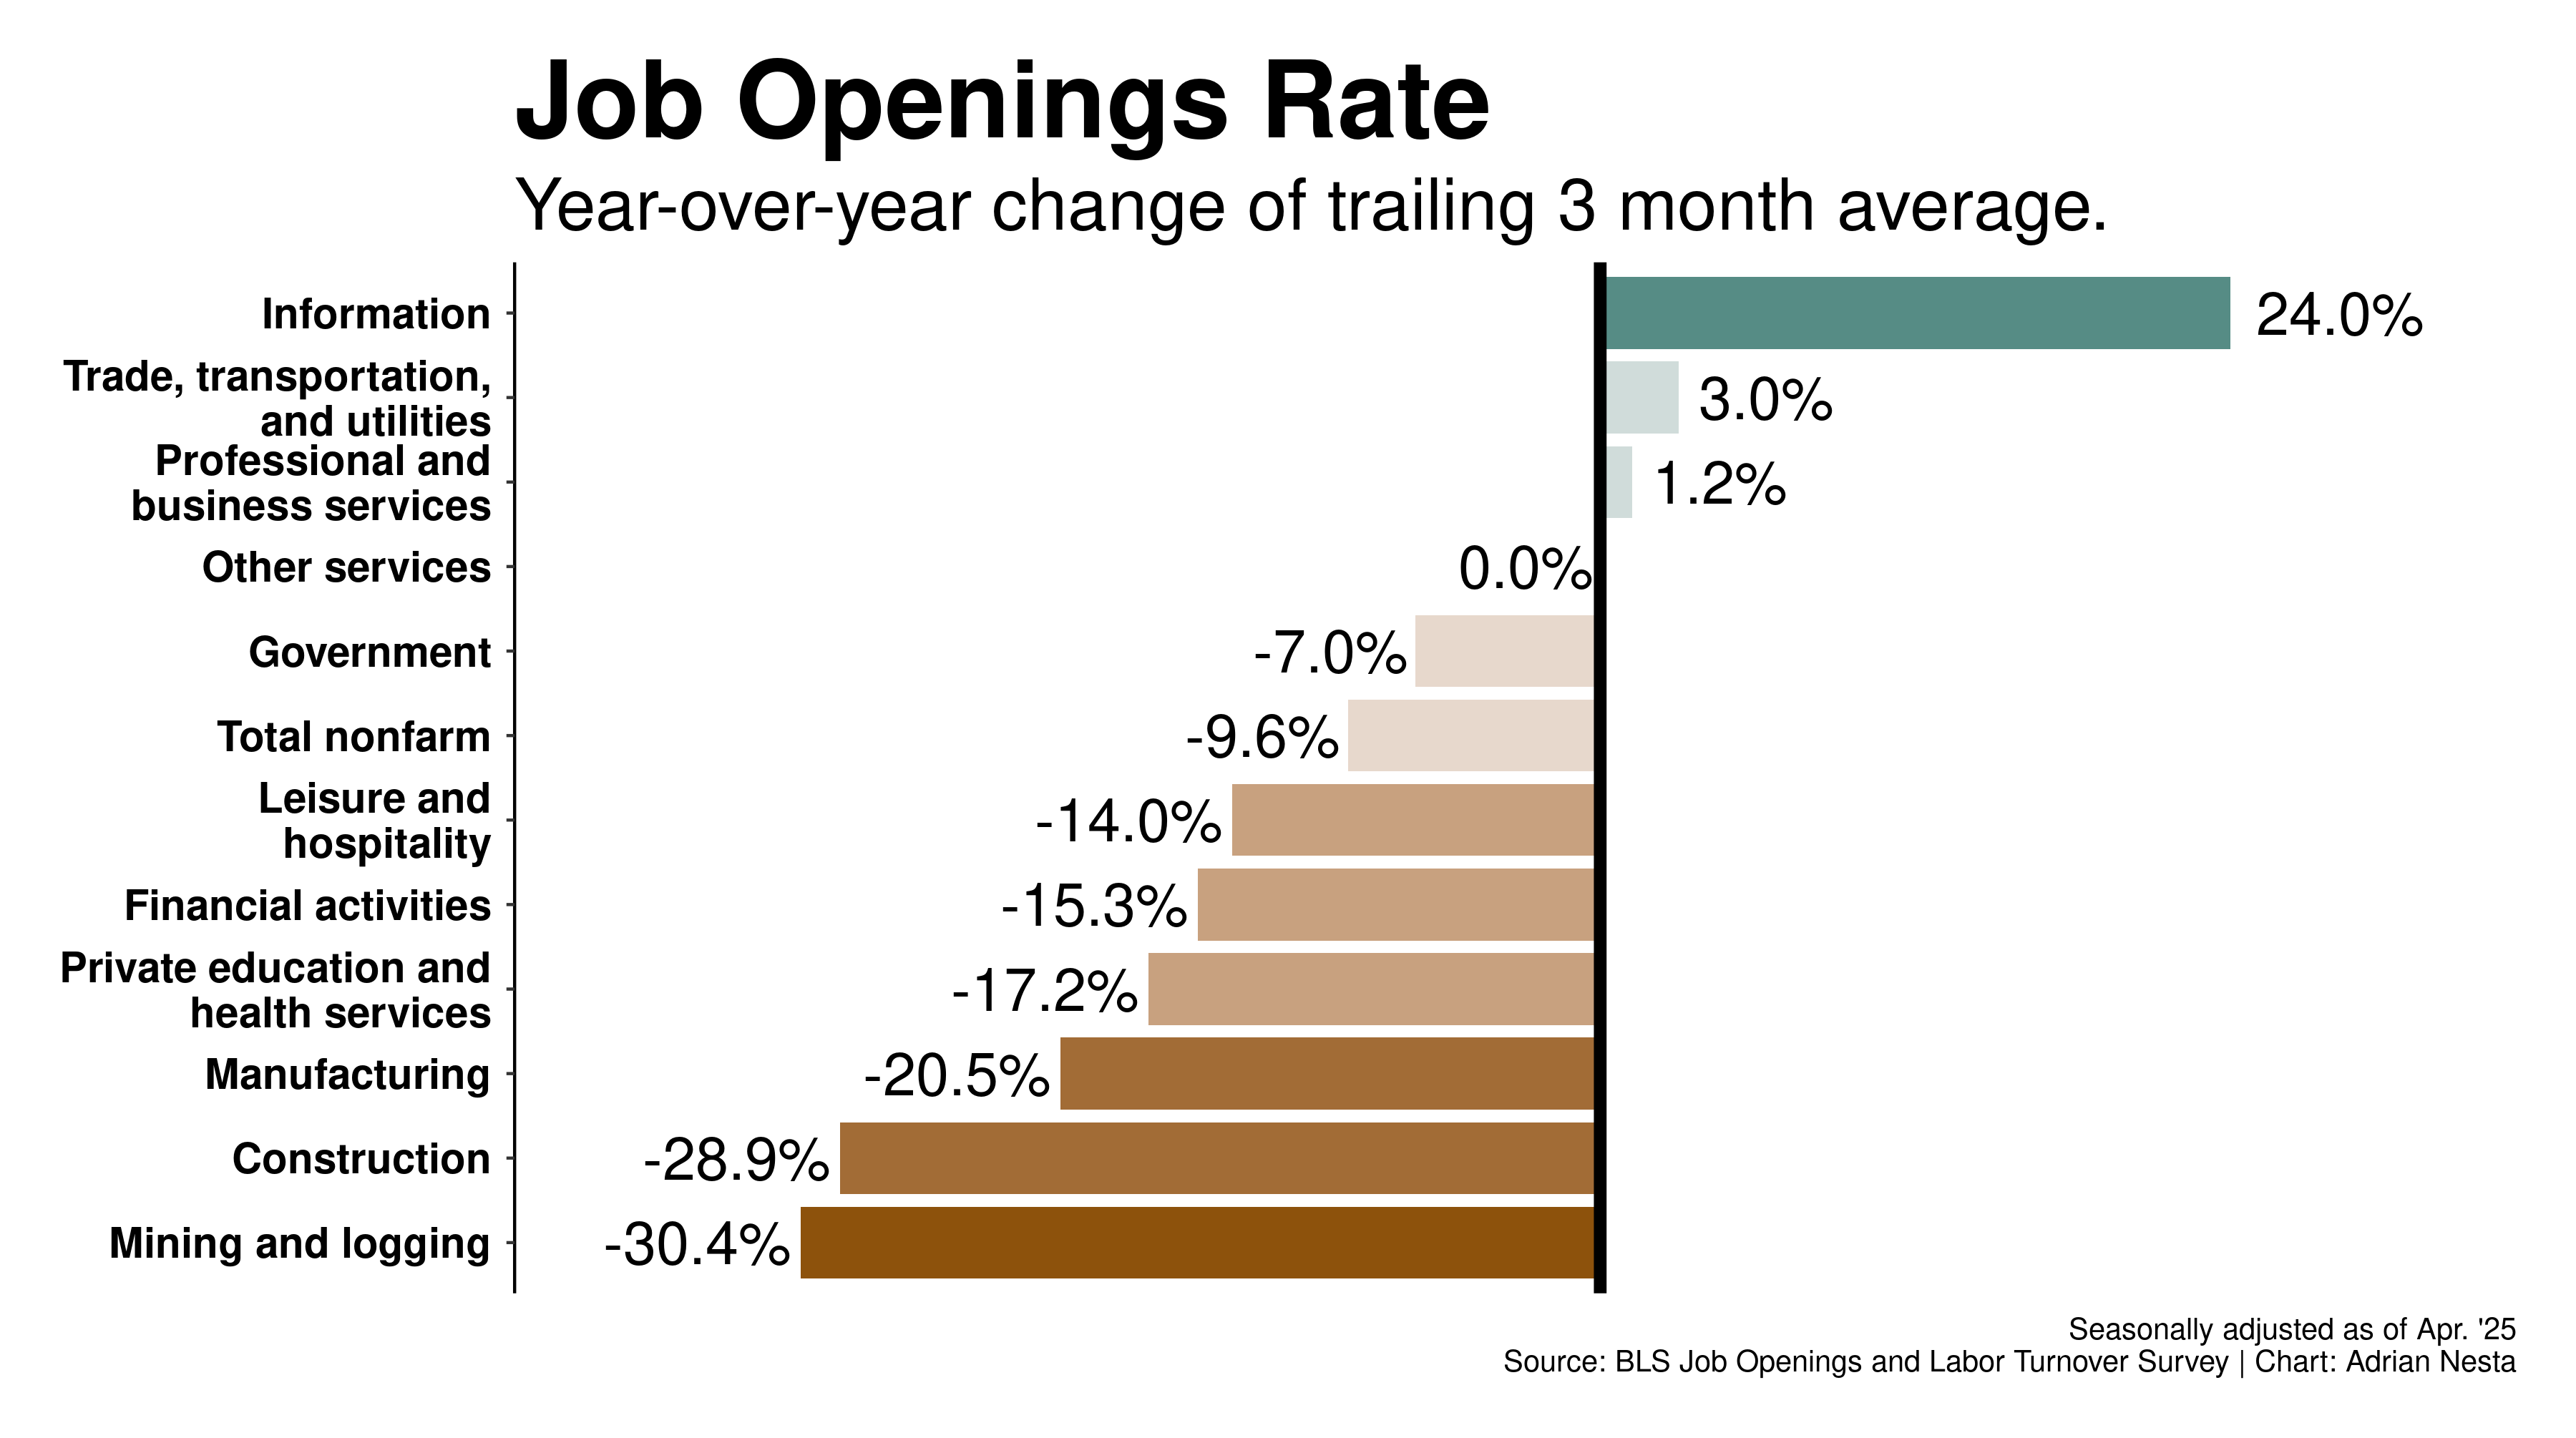 Job Openings Rate
Year-over-year change of trailing 3 month average.
Information
24.0%
Trade, transportation,
and utilities
3.0%
Professional and
business services
1.2%
Other services
0.0%
Government
-7.0%
Total nonfarm
-9.6%
Leisure and
hospitality
-14.0%
Financial activities
-15.3%
Private education and
health services
-17.2%
Manufacturing
-20.5%
Construction
-28.9%
Mining and logging
-30.4%
Seasonally adjusted as of Apr. '25
Source: BLS Job Openings and Labor Turnover Survey | Chart: Adrian Nesta